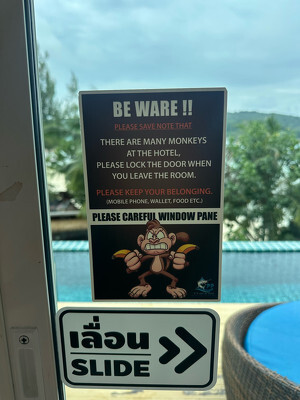 BE WARE !!
PLEASE SAVE NOTE THAT
THERE ARE MANY MONKEYS
AT THE HOTEL,
PLEASE LOCK THE DOOR WHEN
YOU LEAVE THE ROOM.
PLEASE KEEP YOUR BELONGING.
(MOBILE PHONE, WALLET, FOOD ETC.)
PLEASE CAREFUL WINDOW PANE
เลื่อน
SLIDE